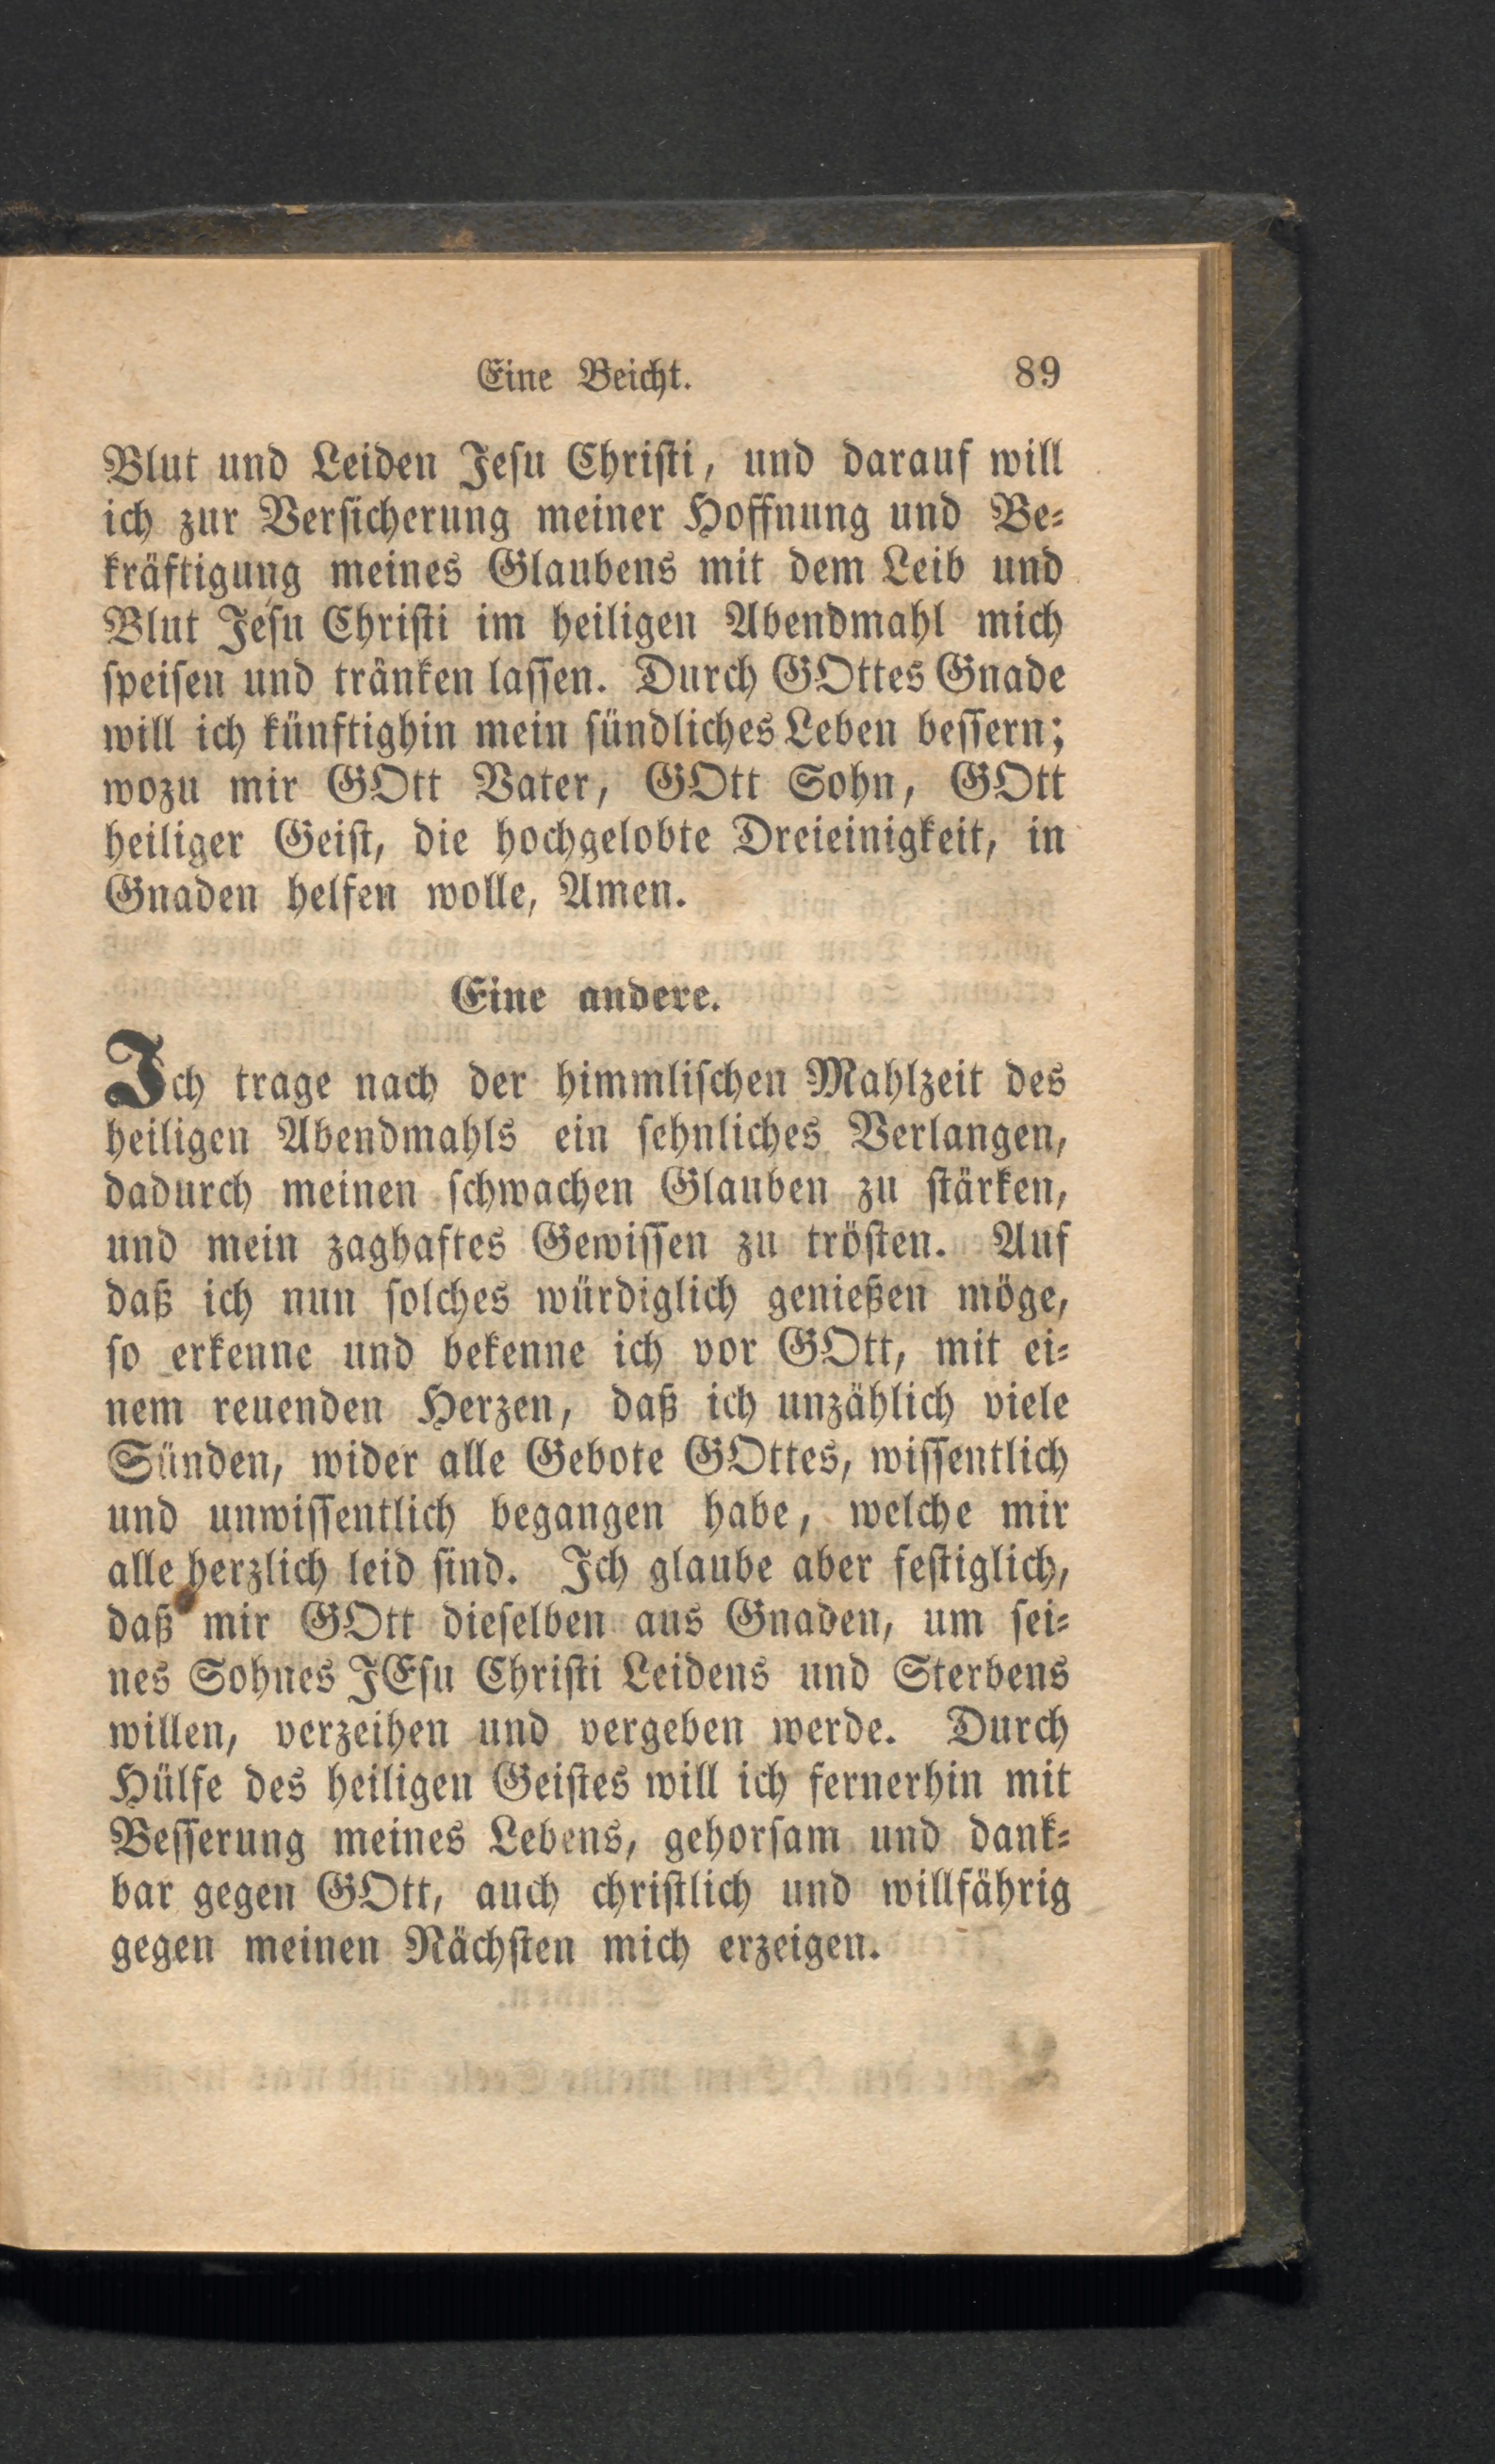 Eine Beicht. 89
Blut und Leiden Jeſu Chriſti, und darauf will
ich zur Verſicherung meiner Hoffnung und Be⸗
kräftigung meines Glaubens mit dem Leib und
Blut Jeſu Chriſti im heiligen Abendmahl mich
ſpeiſen und tränken laſſen. Durch GOttes Gnade
will ich künftighin mein ſündliches Leben beſſern;
wozu mir GOtt Vater, GOtt Sohn, GOtt
heiliger Geiſt, die hochgelobte Dreieinigkeit, in
Gnaden helfen wolle, Amen.
Eine andere.
Ich trage nach der himmliſchen Mahlzeit des
heiligen Abendmahls ein ſehnliches Verlangen,
dadurch meinen ſchwachen Glauben zu ſtärken,
und mein zaghaftes Gewiſſen zu tröſten. Auf
daß ich nun ſolches würdiglich genießen möge,
ſo erkenne und bekenne ich vor GOtt, mit ei⸗
nem reuenden Herzen, daß ich unzählich viele
Sünden, wider alle Gebote GOttes, wiſſentlich
und unwiſſentlich begangen habe, welche mir
alle herzlich leid ſind. Ich glaube aber feſtiglich,
daß mir GOtt dieſelben aus Gnaden, um ſei⸗
nes Sohnes JEſu Chriſti Leidens und Sterbens
willen, verzeihen und vergeben werde. Durch
Hülfe des heiligen Geiſtes will ich fernerhin mit
Beſſerung meines Lebens, gehorſam und dank⸗
bar gegen GOtt, auch chriſtlich und willfährig
gegen meinen Nächſten mich erzeigen.